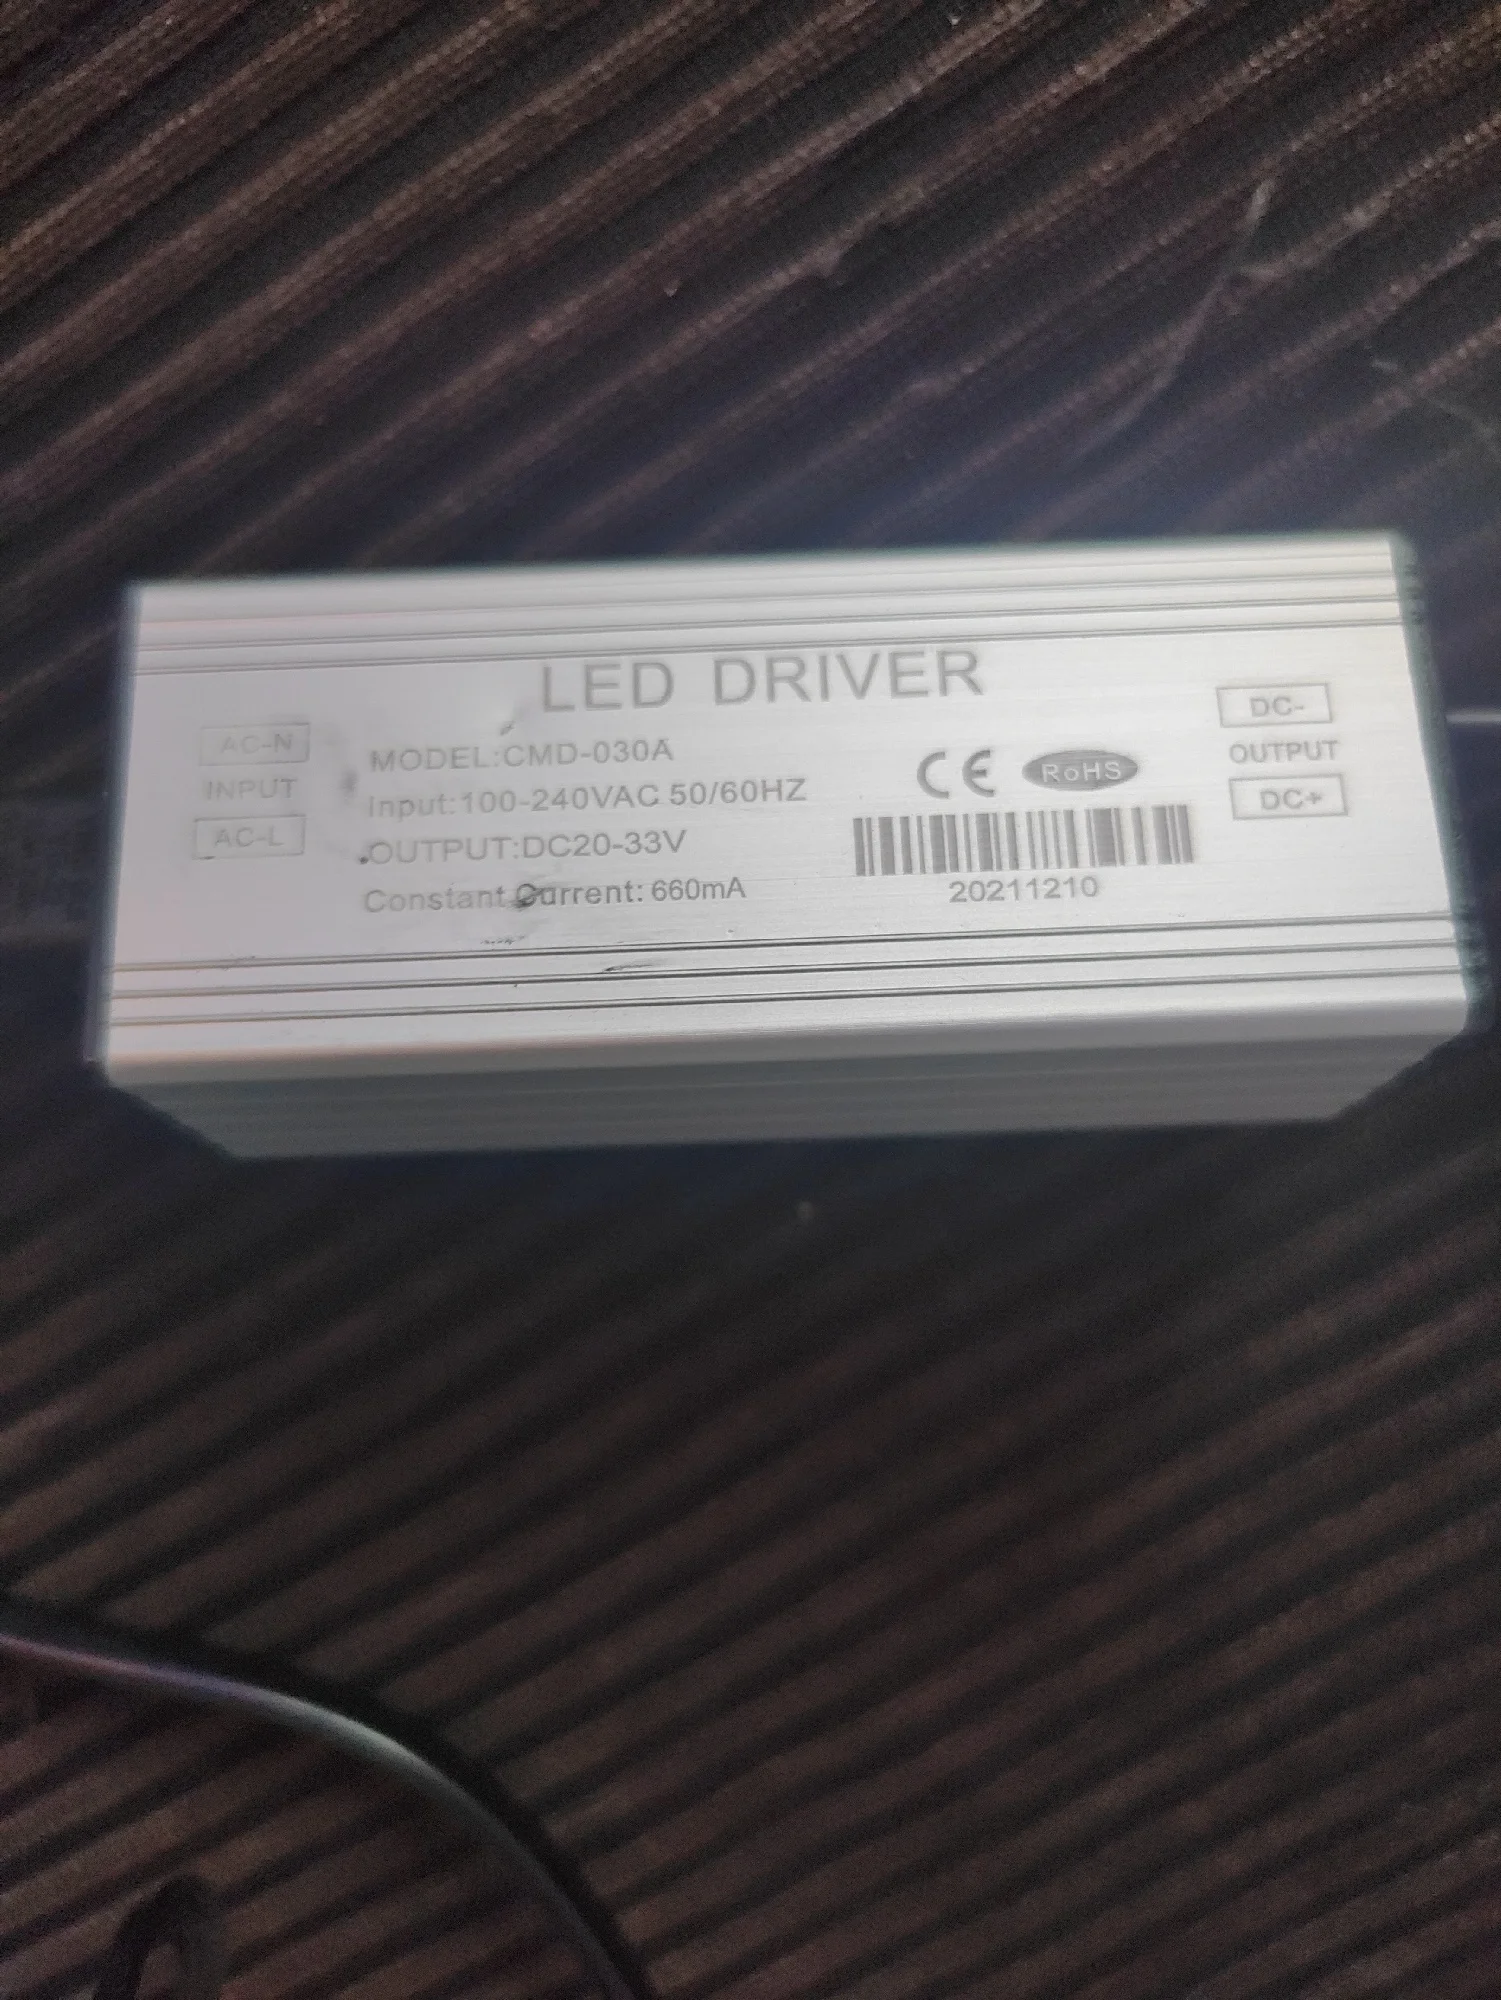 LED DRIVER
AC-N
INPUT
AC-L
MODEL:CMD-030A
Input:100-240VAC 50/60HZ
OUTPUT:DC20-33V
Constant Current: 660mA
CE RoHS
20211210
DC-
OUTPUT
DC+